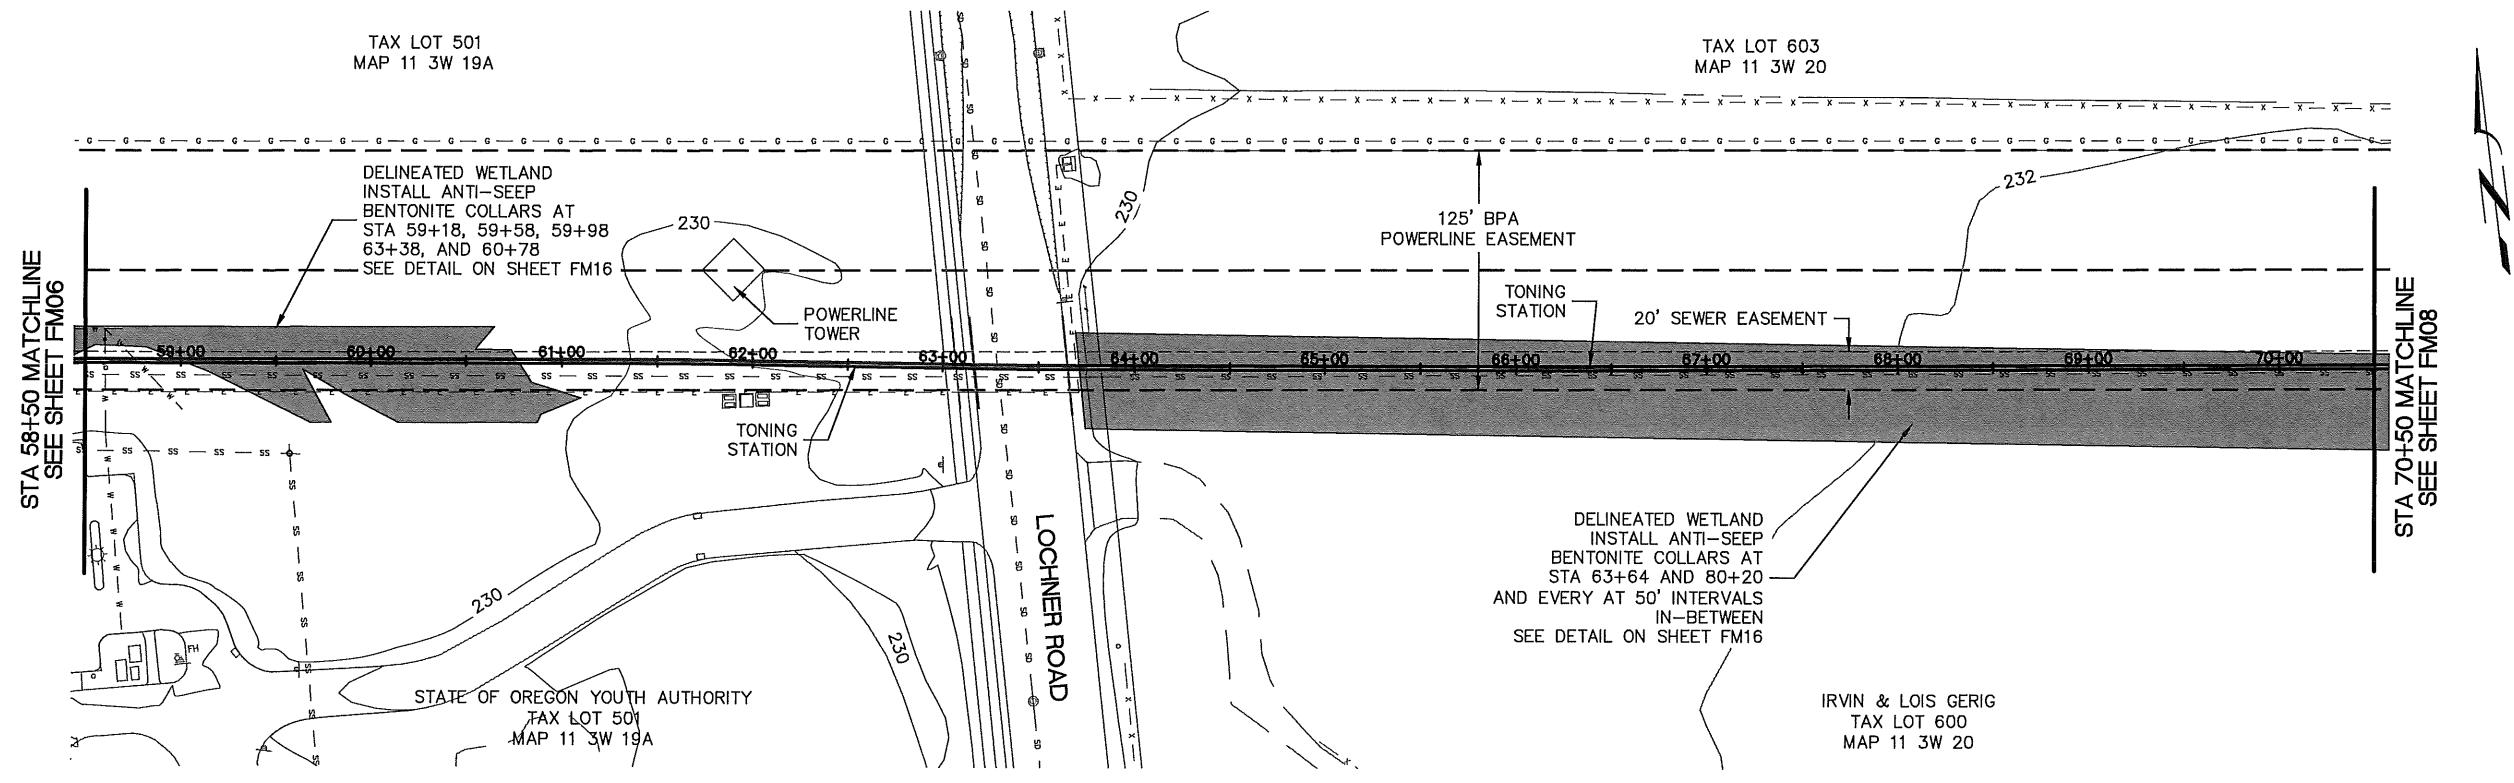 TAX LOT 501
MAP 11 3W 19A
TAX LOT 603
MAP 11 3W 20
DELINEATED WETLAND
INSTALL ANTI-SEEP
BENTONITE COLLARS AT
STA 59+18, 59+58, 59+98
63+38, AND 60+78
SEE DETAIL ON SHEET FM16
230
230
232
125' BPA
POWERLINE EASEMENT
POWERLINE
TOWER
TONING
STATION
20' SEWER EASEMENT
STA 58+50 MATCHLINE
SEE SHEET FM06
STA 70+50 MATCHLINE
SEE SHEET FM08
59+00
60+00
61+00
62+00
63+00
64+00
65+00
66+00
67+00
68+00
69+00
70+00
TONING
STATION
LOCHNER ROAD
DELINEATED WETLAND
INSTALL ANTI-SEEP
BENTONITE COLLARS AT
STA 63+64 AND 80+20
AND EVERY AT 50' INTERVALS
IN-BETWEEN
SEE DETAIL ON SHEET FM16
230
230
FH
STATE OF OREGON YOUTH AUTHORITY
TAX LOT 501
MAP 11 3W 19A
IRVIN & LOIS GERIG
TAX LOT 600
MAP 11 3W 20